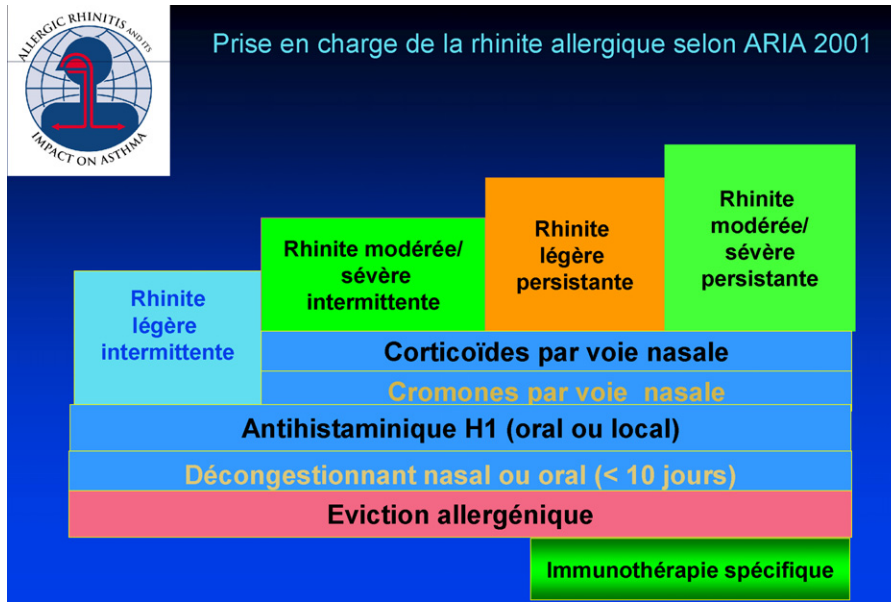 ALLERGIC RHINITIS AND ITS
IMPACT ON ASTHMA
Prise en charge de la rhinite allergique selon ARIA 2001
Rhinite
légère
intermittente
Rhinite modérée/
sévère
intermittente
Rhinite
légère
persistante
Rhinite
modérée/
sévère
persistante
Corticoïdes par voie nasale
Cromones par voie nasale
Antihistaminique H1 (oral ou local)
Décongestionnant nasal ou oral (< 10 jours)
Eviction allergénique
Immunothérapie spécifique